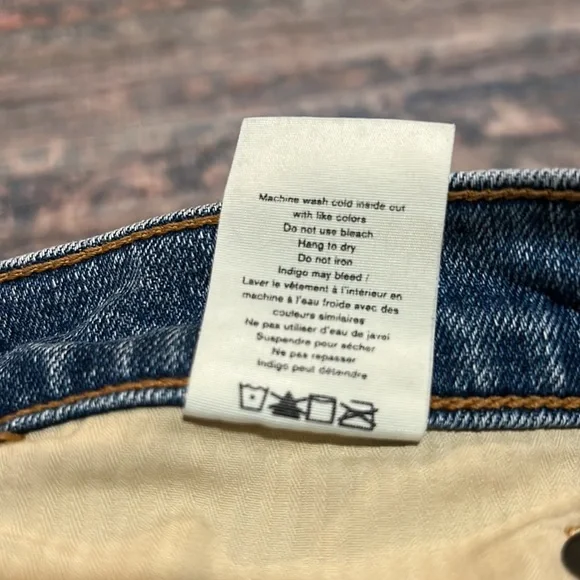 Machine wash cold inside out
with like colors
Do not use bleach
Hang to dry
Do not iron
Indigo may bleed /
Laver le vêtement à l'intérieur en
machine à l'eau froide avec des
couleurs similaires
Ne pas utiliser d'eau de javel
Suspendre pour sécher
Ne pas repasser
Indigo peut déteindre